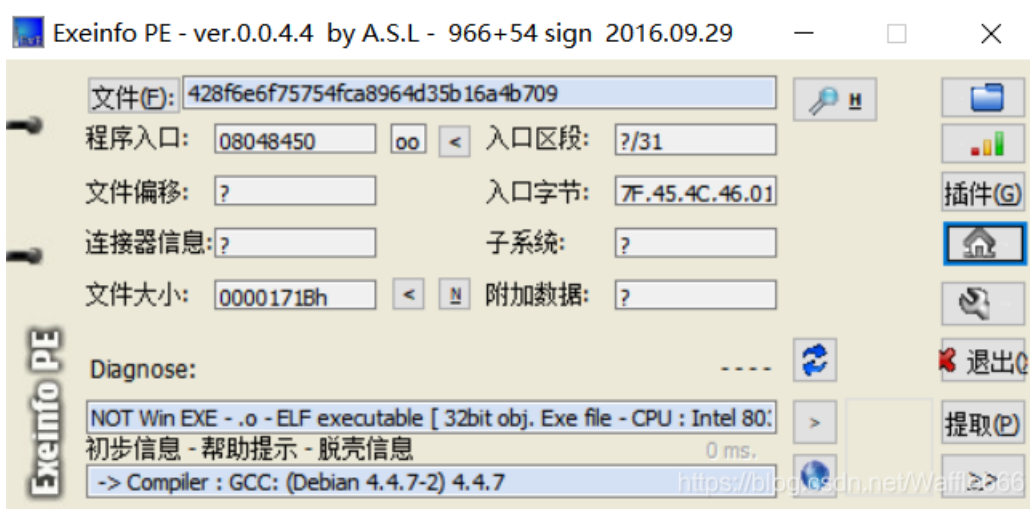 Exeinfo PE - ver.0.0.4.4 by A.S.L - 966+54 sign 2016.09.29
文件(F): 428f6e6f75754fca8964d35b16a4b709 H
程序入口: 08048450 oo < 入口区段: ?/31
文件偏移: ? 入口字节: 7F.45.4C.46.01 插件(G)
连接器信息: ? 子系统: ?
文件大小: 0000171Bh < N 附加数据: ?
Diagnose: ---- 退出
NOT Win EXE - .o - ELF executable [ 32bit obj. Exe file - CPU : Intel 80 > 提取(P)
初步信息 - 帮助提示 - 脱壳信息 0 ms.
-> Compiler : GCC: (Debian 4.4.7-2) 4.4.7 >>
Exeinfo PE
https://blog.csdn.net/Waffle666